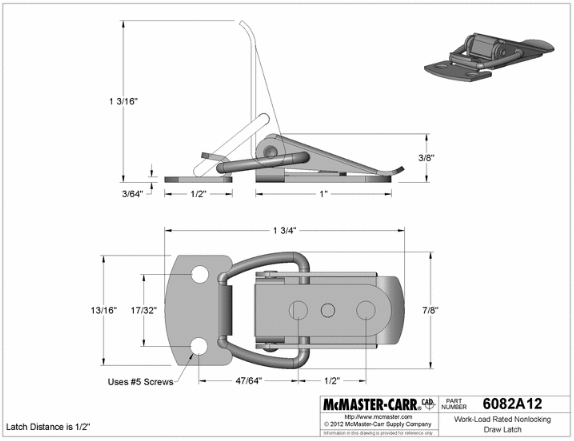 1 3/16"
3/8"
3/64"
1/2"
1"
1 3/4"
13/16"
17/32"
7/8"
Uses #5 Screws
47/64"
1/2"
Latch Distance is 1/2"
McMASTER-CARR CAD
PART NUMBER
6082A12
http://www.mcmaster.com
© 2012 McMaster-Carr Supply Company
Information in this drawing is provided for reference only.
Work-Load Rated Nonlocking
Draw Latch